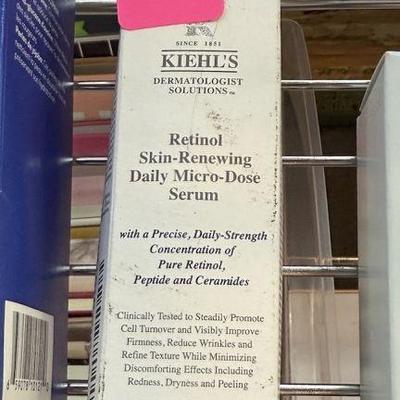 SINCE 1851
KIEHL'S
DERMATOLOGIST
SOLUTIONS™
Retinol
Skin-Renewing
Daily Micro-Dose
Serum
with a Precise, Daily-Strength
Concentration of
Pure Retinol,
Peptide and Ceramides
Clinically Tested to Steadily Promote
Cell Turnover and Visibly Improve
Firmness, Reduce Wrinkles and
Refine Texture While Minimizing
Discomforting Effects Including
Redness, Dryness and Peeling